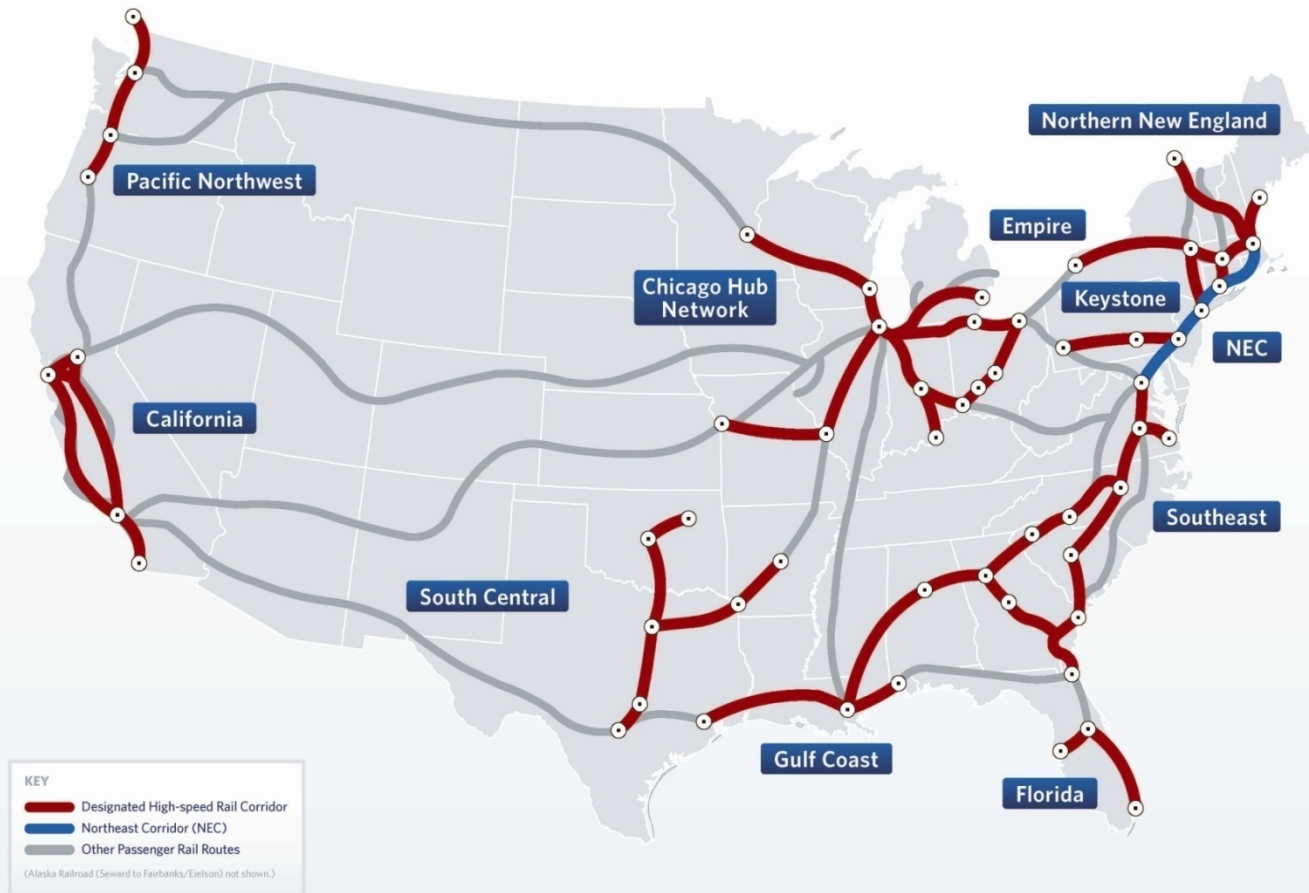 Northern New England
Pacific Northwest
Empire
Chicago Hub
Network
Keystone
NEC
California
Southeast
South Central
Gulf Coast
Florida
KEY
Designated High-speed Rail Corridor
Northeast Corridor (NEC)
Other Passenger Rail Routes
(Alaska Railroad (Seward to Fairbanks/Eielson) not shown.)